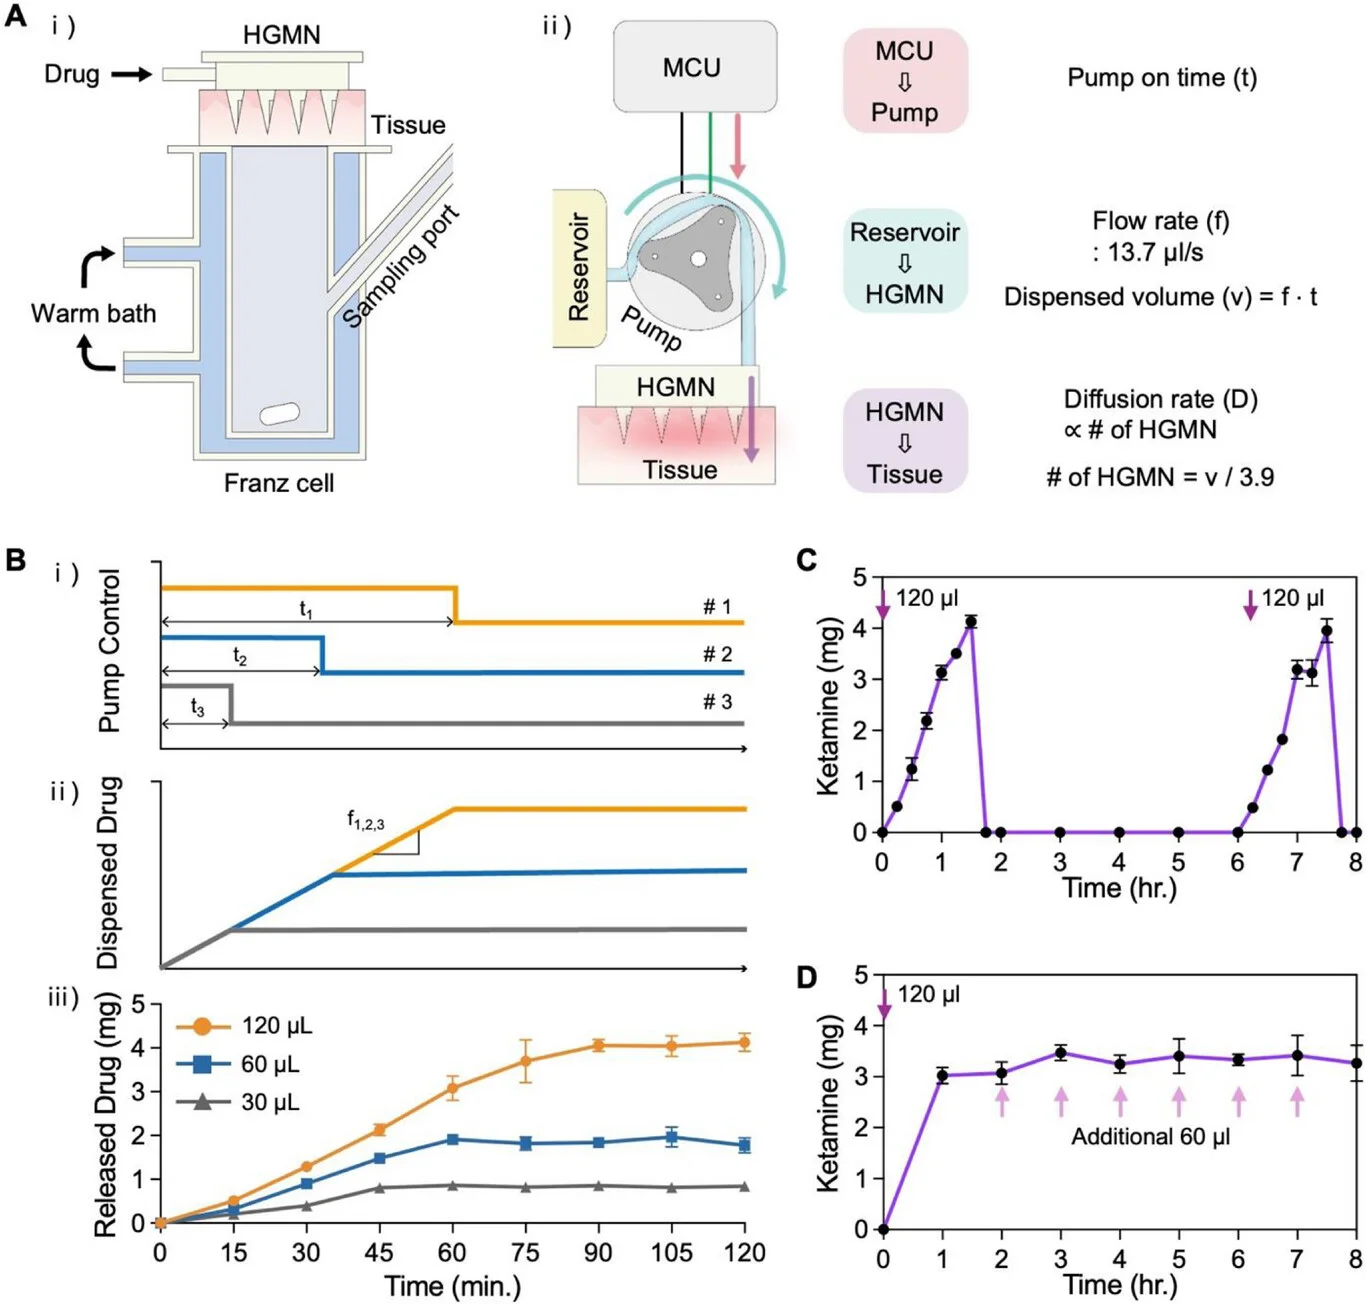 A
i )
HGMN
Drug
Tissue
Sampling port
Warm bath
Franz cell
ii )
MCU
Reservoir
Pump
HGMN
Tissue
MCU
⇩
Pump
Pump on time (t)
Reservoir
⇩
HGMN
Flow rate (f)
: 13.7 µl/s
Dispensed volume (v) = f · t
HGMN
⇩
Tissue
Diffusion rate (D)
∝ # of HGMN
# of HGMN = v / 3.9
B
i )
Pump Control
t1
# 1
t2
# 2
t3
# 3
ii )
Dispensed Drug
f1,2,3
iii)
Released Drug (mg)
5
4
3
2
1
0
120 µL
60 µL
30 µL
0 15 30 45 60 75 90 105 120
Time (min.)
C
Ketamine (mg)
5
4
3
2
1
0
120 µl
120 µl
0 1 2 3 4 5 6 7 8
Time (hr.)
D
Ketamine (mg)
5
4
3
2
1
0
120 µl
Additional 60 µl
0 1 2 3 4 5 6 7 8
Time (hr.)